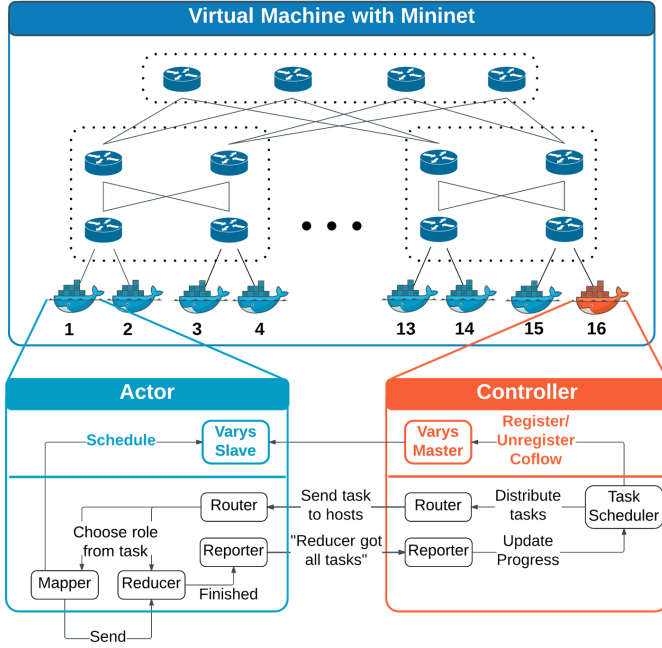 Virtual Machine with Mininet
1
2
3
4
13
14
15
16
Actor
Controller
Schedule
Varys
Slave
Varys
Master
Register/
Unregister
Coflow
Router
Send task
to hosts
Router
Distribute
tasks
Task
Scheduler
Choose role
from task
Reporter
"Reducer got
all tasks"
Reporter
Update
Progress
Mapper
Reducer
Finished
Send